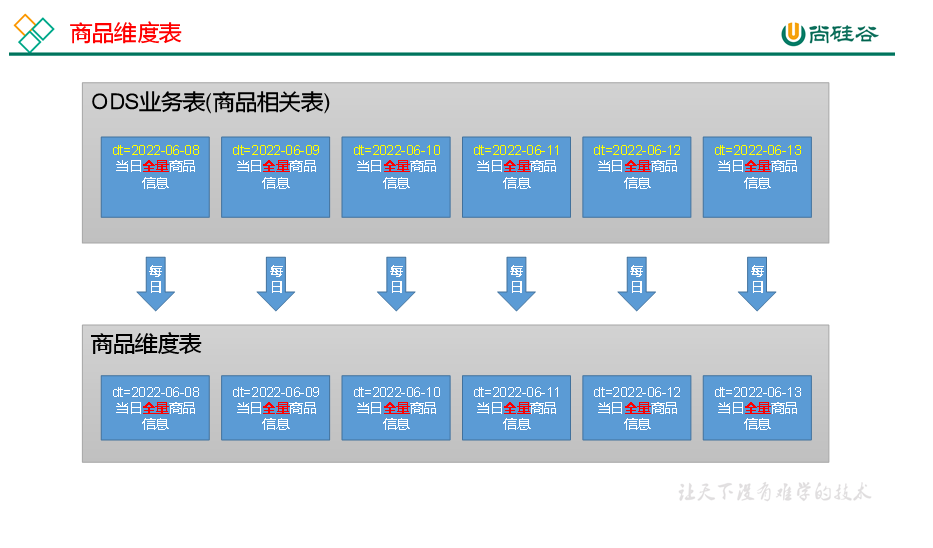 商品维度表
尚硅谷
ODS业务表(商品相关表)
dt=2022-06-08
当日全量商品
信息
dt=2022-06-09
当日全量商品
信息
dt=2022-06-10
当日全量商品
信息
dt=2022-06-11
当日全量商品
信息
dt=2022-06-12
当日全量商品
信息
dt=2022-06-13
当日全量商品
信息
每
日
每
日
每
日
每
日
每
日
每
日
商品维度表
dt=2022-06-08
当日全量商品
信息
dt=2022-06-09
当日全量商品
信息
dt=2022-06-10
当日全量商品
信息
dt=2022-06-11
当日全量商品
信息
dt=2022-06-12
当日全量商品
信息
dt=2022-06-13
当日全量商品
信息
让天下没有难学的技术